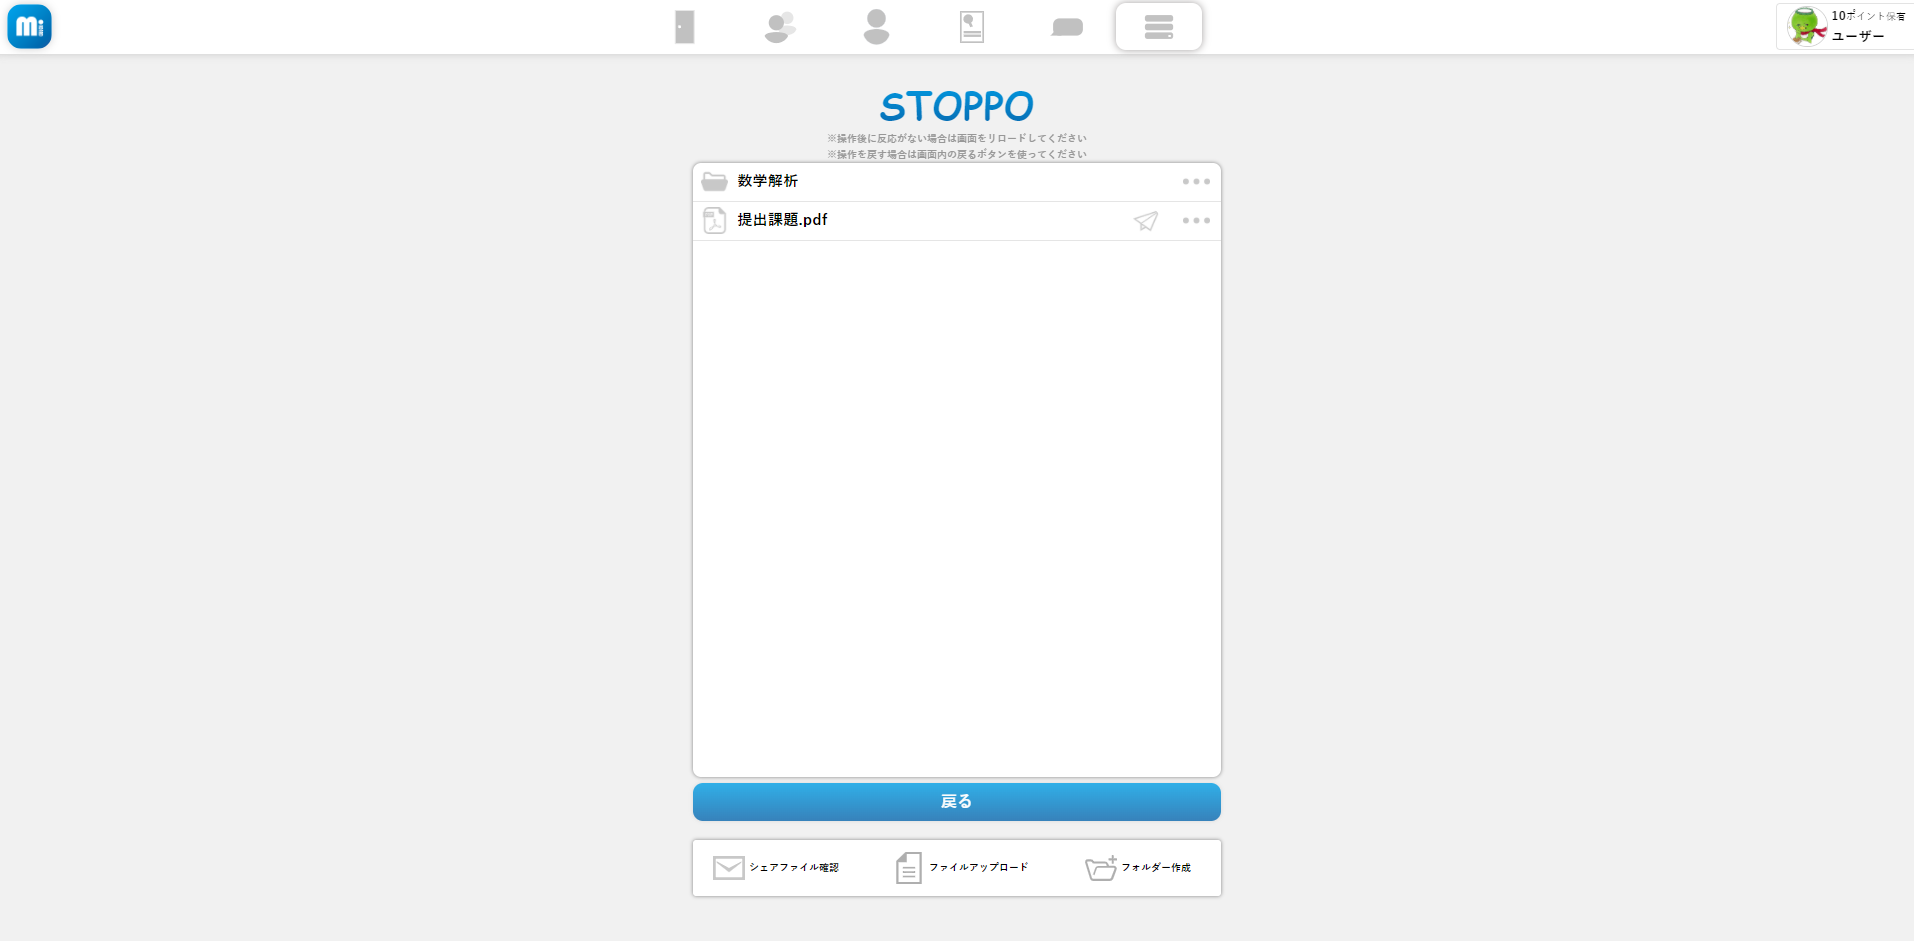 mi
10ポイント保有
ユーザー
STOPPO
※操作後に反応がない場合は画面をリロードしてください
※操作を戻す場合は画面内の戻るボタンを使ってください
数学解析
提出課題.pdf
戻る
シェアファイル確認
ファイルアップロード
フォルダー作成